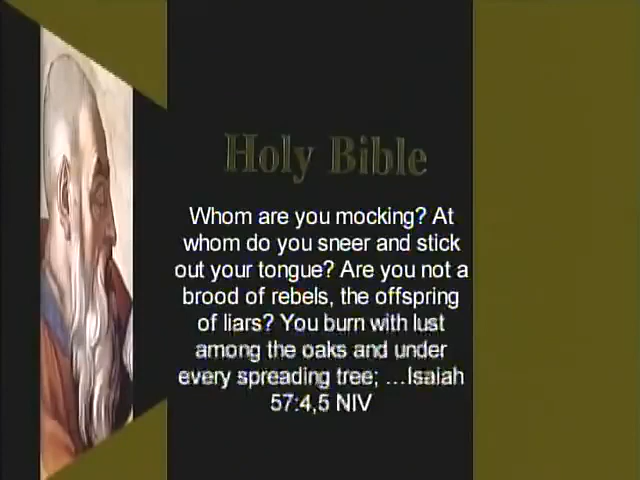 Holy Bible
Whom are you mocking? At
whom do you sneer and stick
out your tongue? Are you not a
brood of rebels, the offspring
of liars? You burn with lust
among the oaks and under
every spreading tree; ...Isaiah
57:4,5 NIV